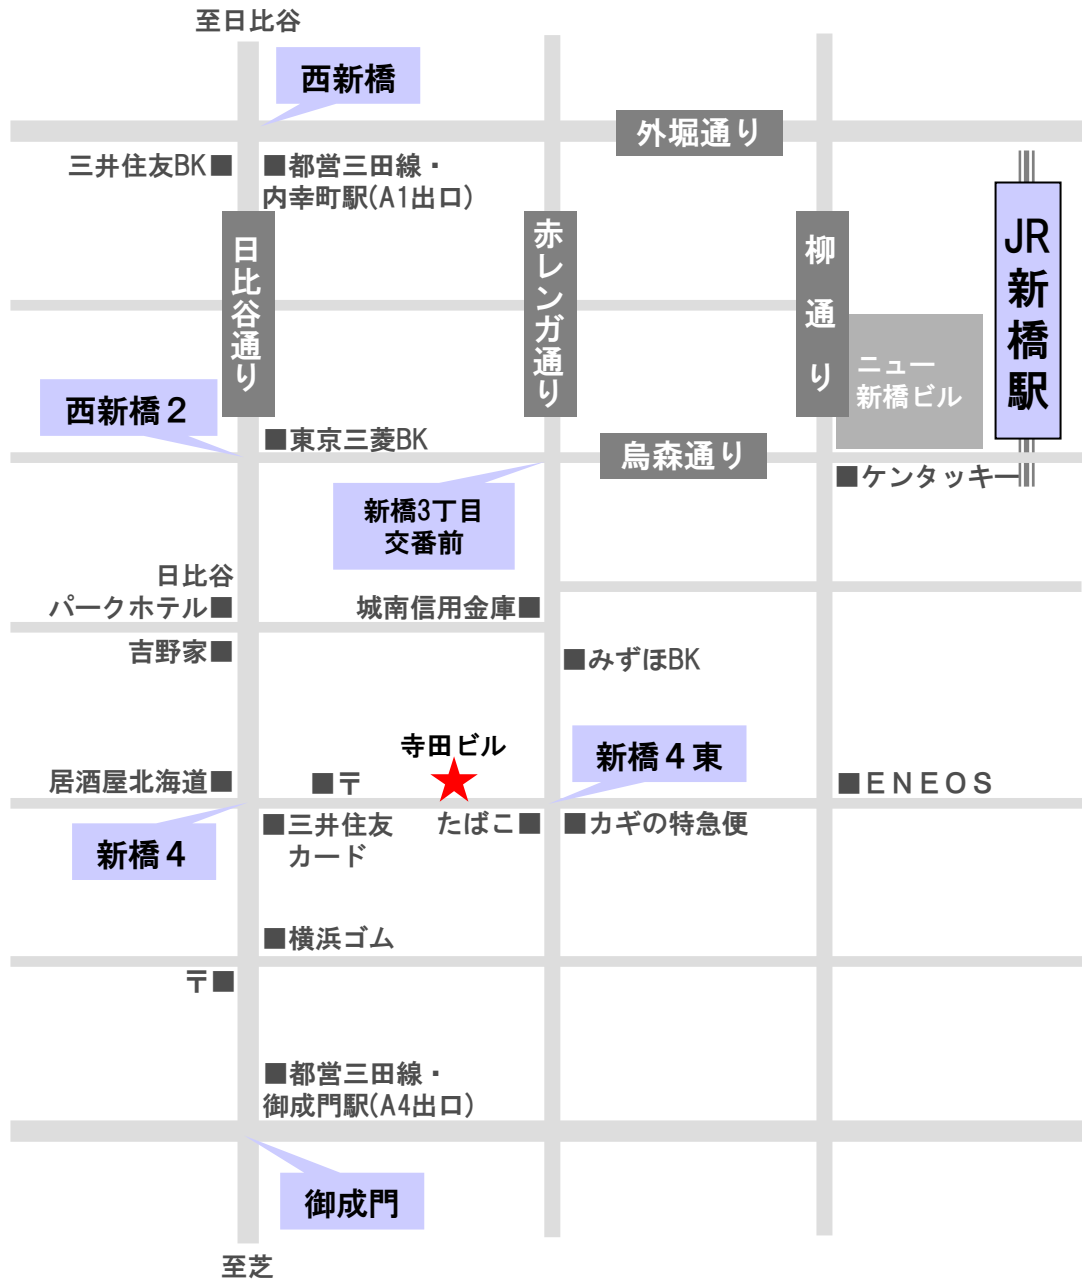 至日比谷
西新橋
外堀通り
三井住友BK■
■都営三田線・
内幸町駅(A1出口)
日比谷通り
赤レンガ通り
柳通り
JR新橋駅
ニュー
新橋ビル
西新橋2
■東京三菱BK
烏森通り
■ケンタッキー
新橋3丁目
交番前
日比谷
パークホテル■
城南信用金庫■
吉野家■
■みずほBK
寺田ビル
新橋4東
居酒屋北海道■
■〒
■ENEOS
新橋4
■三井住友
カード
たばこ■
■カギの特急便
■横浜ゴム
〒■
■都営三田線・
御成門駅(A4出口)
御成門
至芝